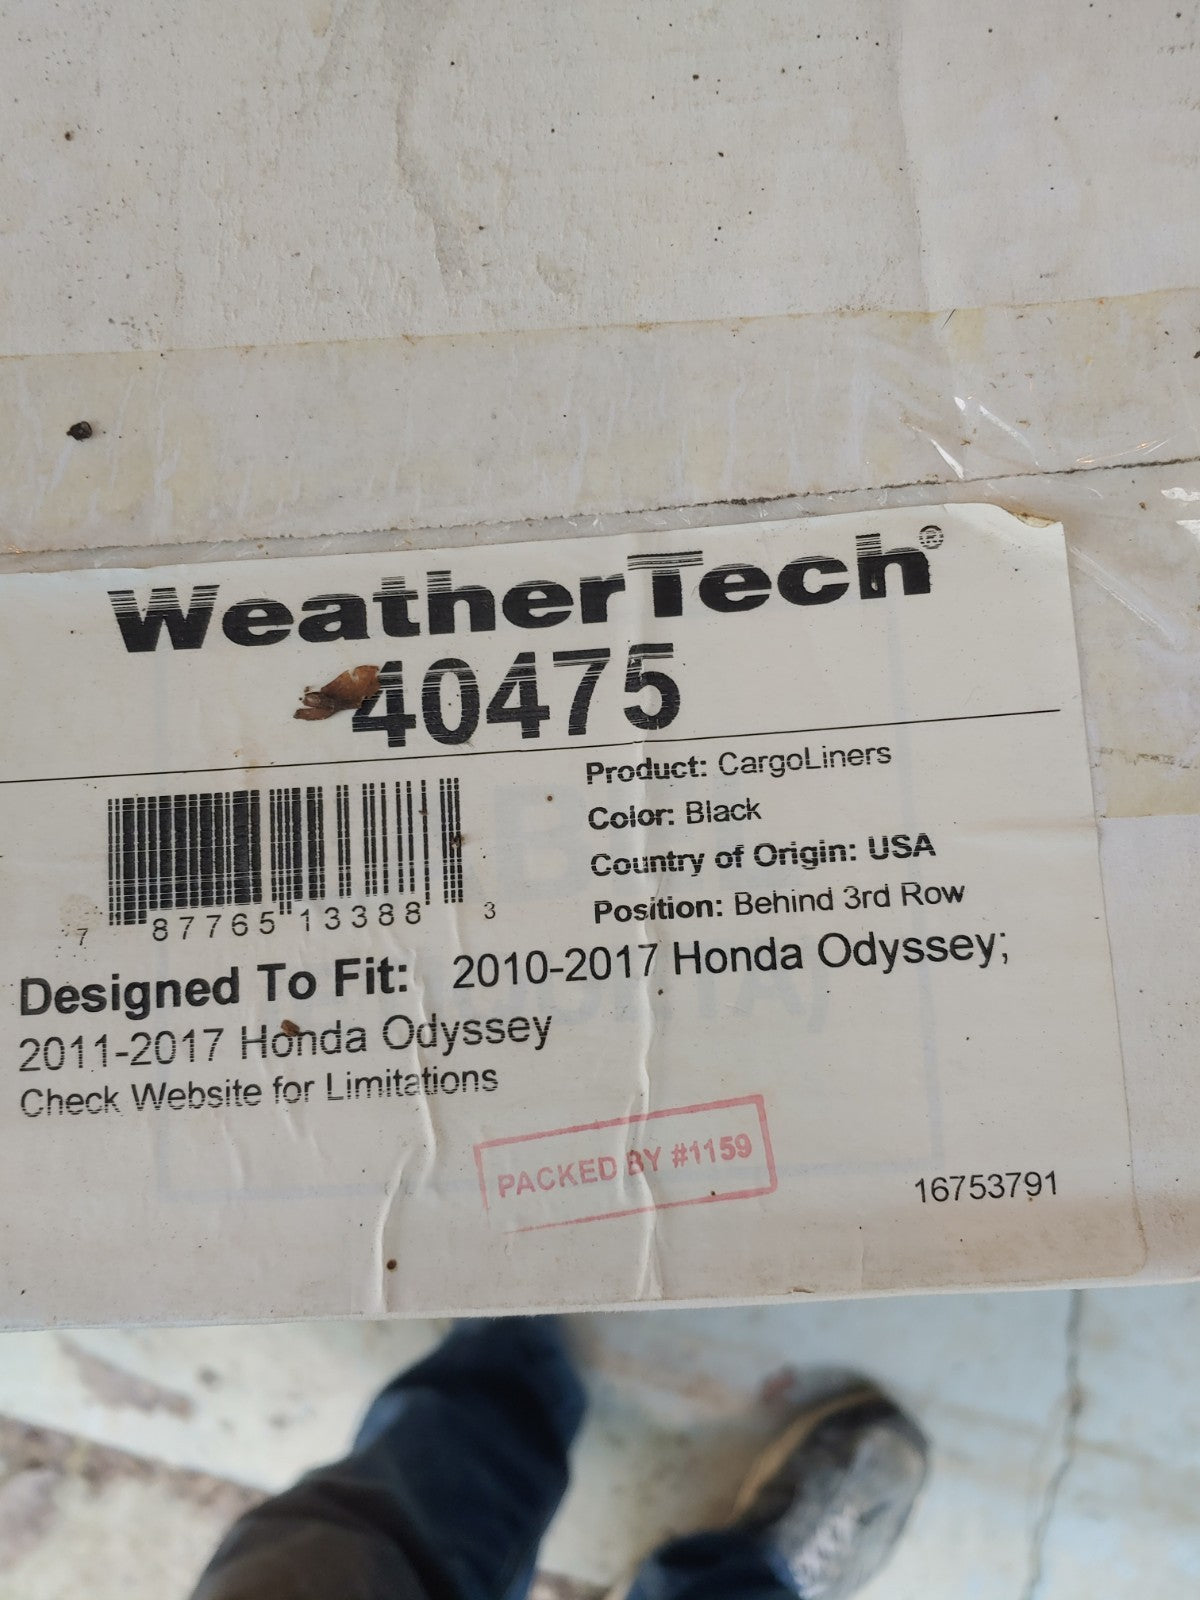 WeatherTech®
40475
Product: CargoLiners
Color: Black
Country of Origin: USA
Position: Behind 3rd Row
7 87765 13388 3
Designed To Fit: 2010-2017 Honda Odyssey;
2011-2017 Honda Odyssey
Check Website for Limitations
PACKED BY #1159
16753791